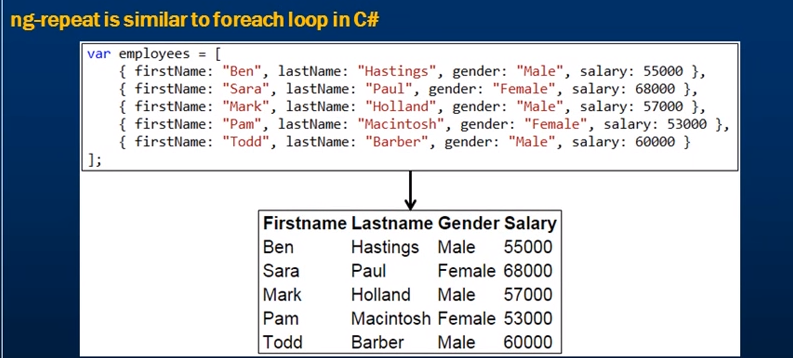 ng-repeat is similar to foreach loop in C#
var employees = [
{ firstName: "Ben", lastName: "Hastings", gender: "Male", salary: 55000 },
{ firstName: "Sara", lastName: "Paul", gender: "Female", salary: 68000 },
{ firstName: "Mark", lastName: "Holland", gender: "Male", salary: 57000 },
{ firstName: "Pam", lastName: "Macintosh", gender: "Female", salary: 53000 },
{ firstName: "Todd", lastName: "Barber", gender: "Male", salary: 60000 }
];
Firstname Lastname Gender Salary
Ben Hastings Male 55000
Sara Paul Female 68000
Mark Holland Male 57000
Pam Macintosh Female 53000
Todd Barber Male 60000